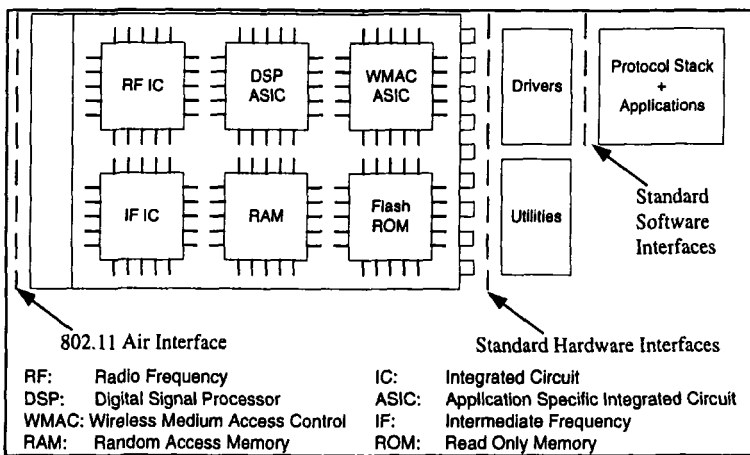 RF IC
DSP
ASIC
WMAC
ASIC
Drivers
Protocol Stack
+
Applications
IF IC
RAM
Flash
ROM
Utilities
Standard
Software
Interfaces
802.11 Air Interface
Standard Hardware Interfaces
RF: Radio Frequency
IC: Integrated Circuit
DSP: Digital Signal Processor
ASIC: Application Specific Integrated Circuit
WMAC: Wireless Medium Access Control
IF: Intermediate Frequency
RAM: Random Access Memory
ROM: Read Only Memory